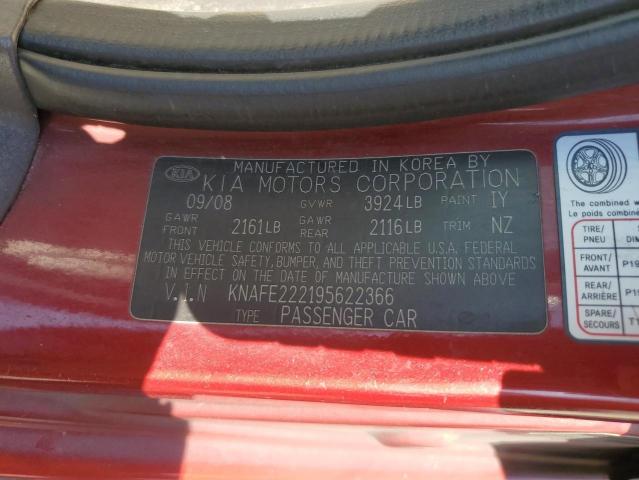 MANUFACTURED IN KOREA BY
KIA KIA MOTORS CORPORATION
09/08 GVWR 3924LB PAINT IY
GAWR FRONT 2161LB GAWR REAR 2116LB TRIM NZ
THIS VEHICLE CONFORMS TO ALL APPLICABLE U.S.A. FEDERAL
MOTOR VEHICLE SAFETY, BUMPER, AND THEFT PREVENTION STANDARDS
IN EFFECT ON THE DATE OF MANUFACTURE SHOWN ABOVE
V.I.N KNAFE222195622366
TYPE PASSENGER CAR
The combined
Le poids combin
TIRE/
PNEU
FRONT/
AVANT P19
REAR/
ARRIÈRE P19
SPARE/
SECOURS